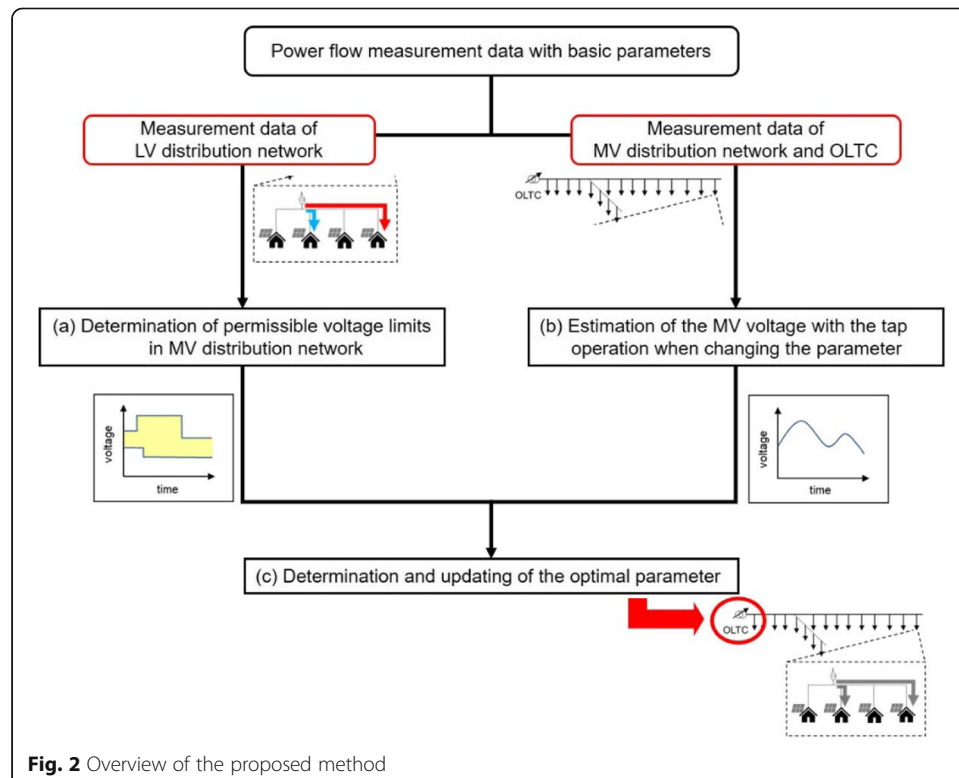 Power flow measurement data with basic parameters
Measurement data of
LV distribution network
Measurement data of
MV distribution network and OLTC
OLTC
(a) Determination of permissible voltage limits
in MV distribution network
(b) Estimation of the MV voltage with the tap
operation when changing the parameter
voltage
time
voltage
time
(c) Determination and updating of the optimal parameter
OLTC
Fig. 2 Overview of the proposed method